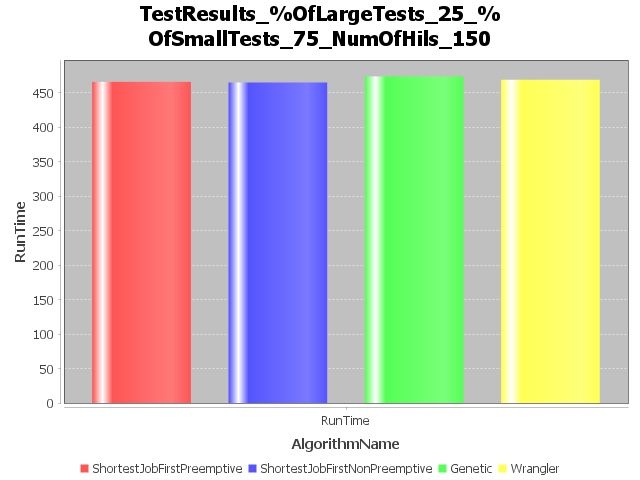 TestResults_%OfLargeTests_25_%
OfSmallTests_75_NumOfHils_150
450
400
350
300
250
200
150
100
50
0
RunTime
RunTime
AlgorithmName
ShortestJobFirstPreemptive ShortestJobFirstNonPreemptive Genetic Wrangler